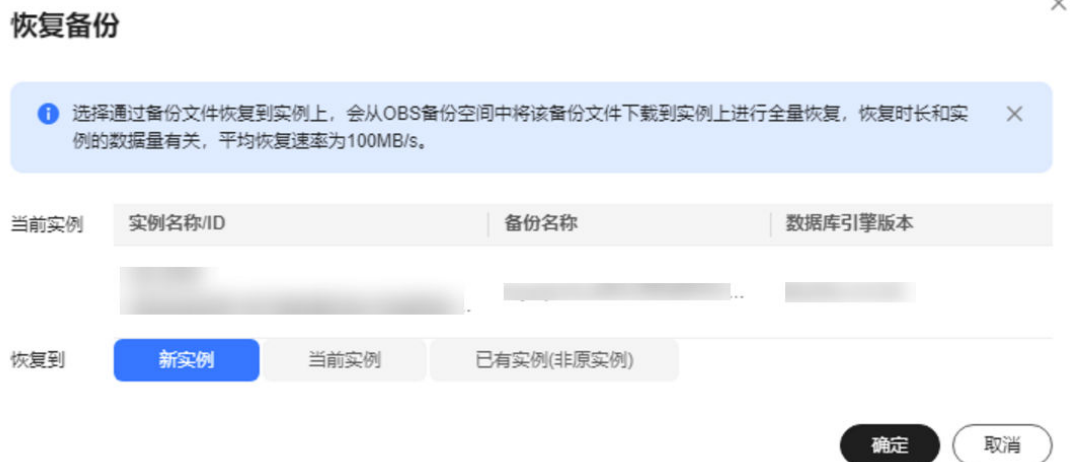 恢复备份
选择通过备份文件恢复到实例上，会从OBS备份空间中将该备份文件下载到实例上进行全量恢复，恢复时长和实
例的数据量有关，平均恢复速率为100MB/s。
当前实例 实例名称/ID 备份名称 数据库引擎版本
恢复到 新实例 当前实例 已有实例(非原实例)
确定 取消